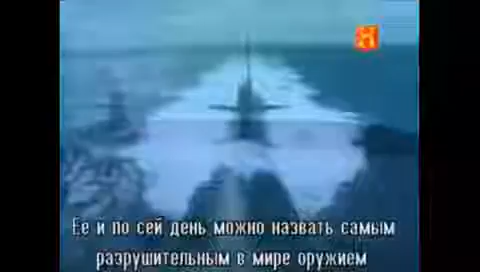 H
Ее и по сей день можно назвать самым
разрушительным в мире оружием